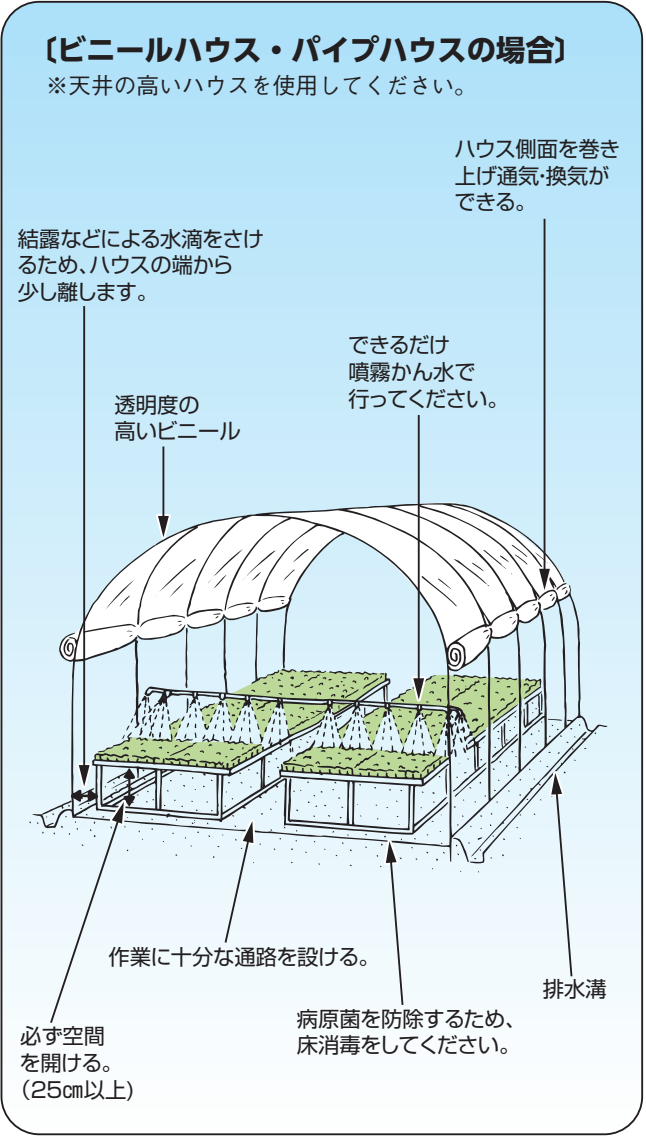 〔ビニールハウス・パイプハウスの場合〕
※天井の高いハウスを使用してください。
ハウス側面を巻き
上げ通気・換気が
できる。
結露などによる水滴をさけ
るため、ハウスの端から
少し離します。
できるだけ
噴霧かん水で
行ってください。
透明度の
高いビニール
作業に十分な通路を設ける。
排水溝
病原菌を防除するため、
床消毒をしてください。
必ず空間
を開ける。
（25㎝以上）